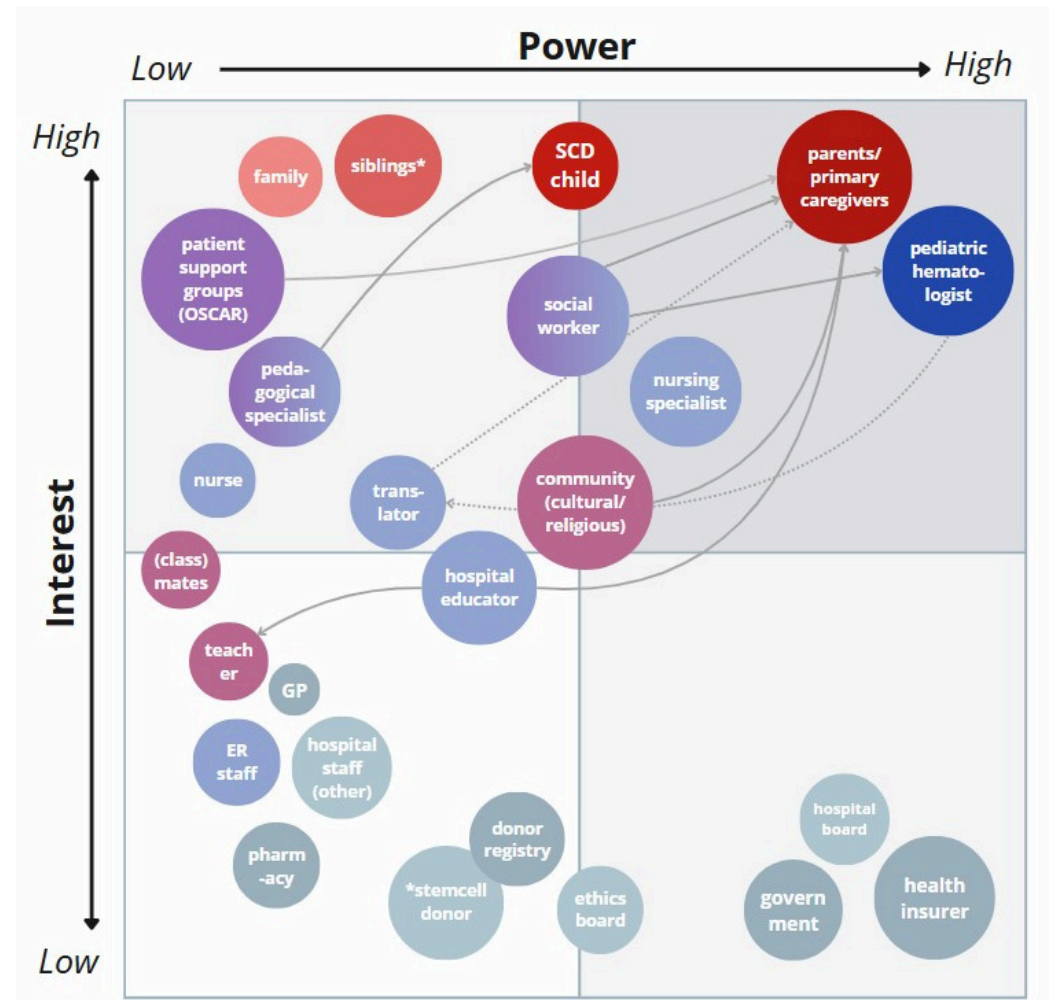 Power
Low
High
High
family
siblings*
SCD
child
parents/
primary
caregivers
patient
support
groups
(OSCAR)
pediatric
hemato-
logist
social
worker
peda-
gogical
specialist
nursing
specialist
nurse
trans-
lator
community
(cultural/
religious)
Interest
(class)
mates
hospital
educator
teach
er
GP
ER
staff
hospital
staff
(other)
pharm
-acy
donor
registry
*stemcell
donor
ethics
board
hospital
board
govern
ment
health
insurer
Low